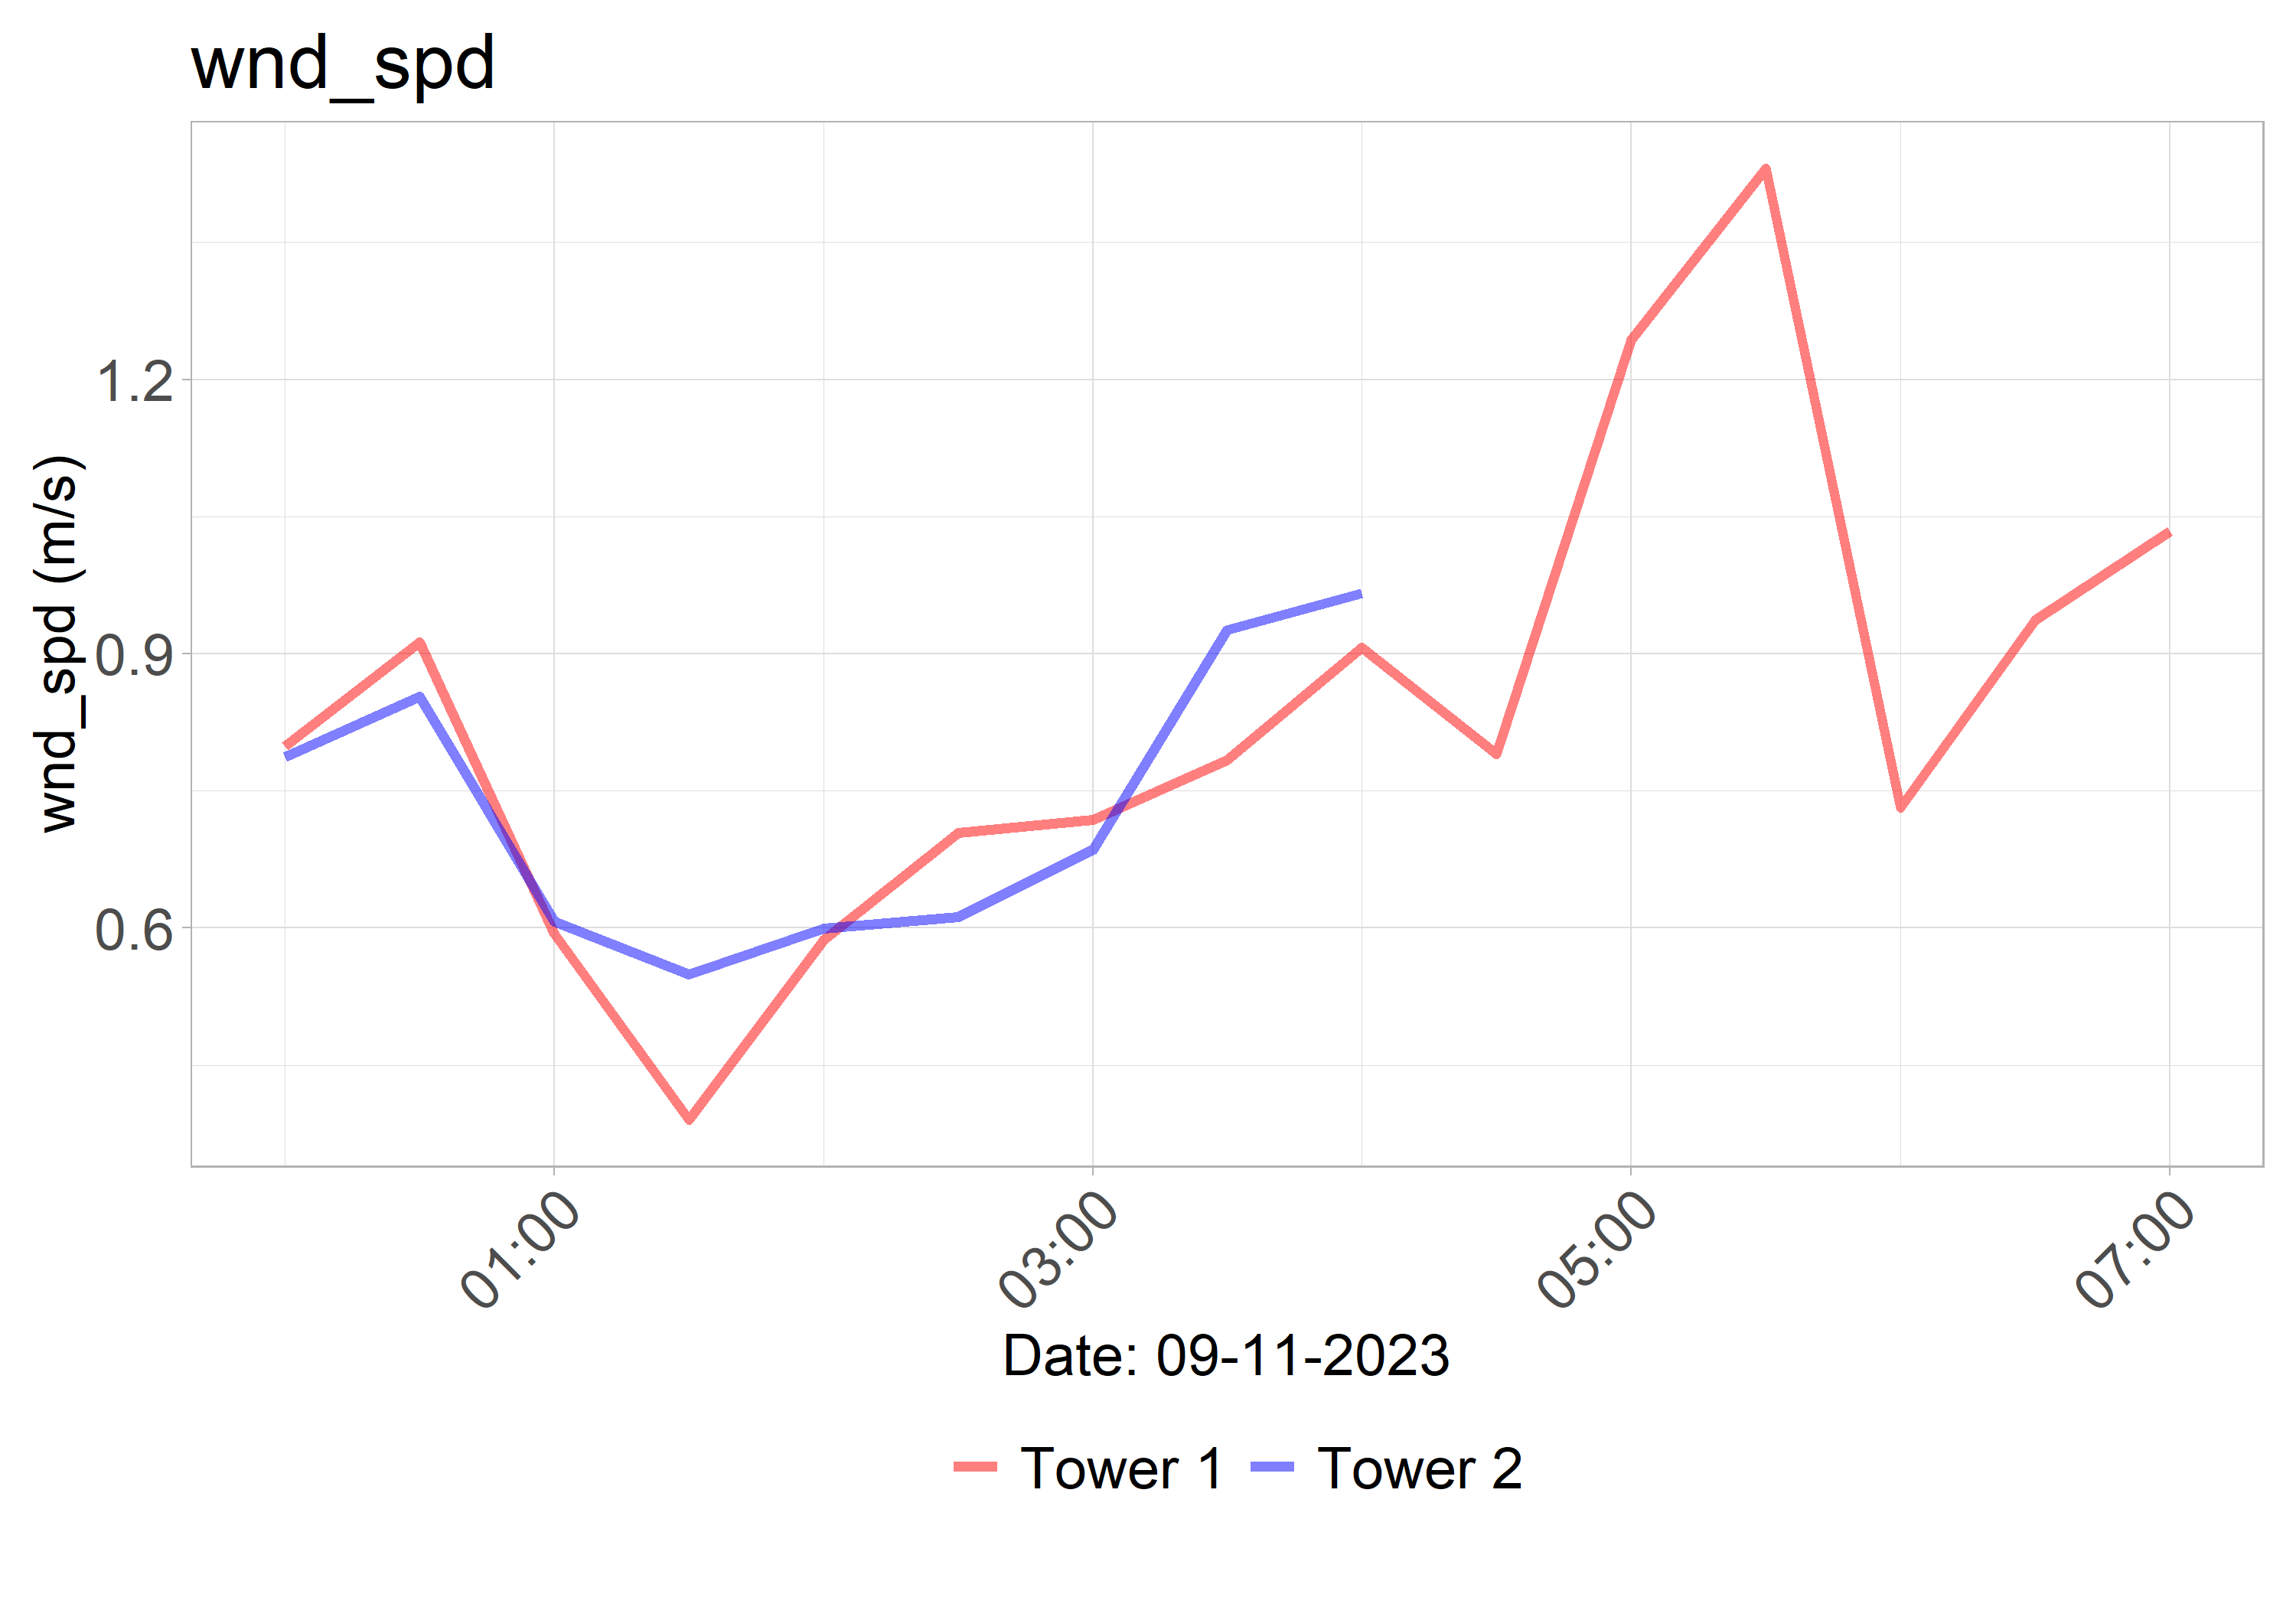 wnd_spd
wnd_spd (m/s)
1.2
0.9
0.6
01:00 03:00 05:00 07:00
Date: 09-11-2023
Tower 1 Tower 2